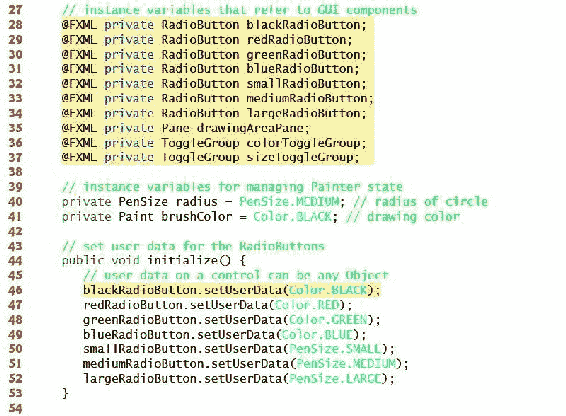 27 // instance variables that refer to GUI components
28 @FXML private RadioButton blackRadioButton;
29 @FXML private RadioButton redRadioButton;
30 @FXML private RadioButton greenRadioButton;
31 @FXML private RadioButton blueRadioButton;
32 @FXML private RadioButton smallRadioButton;
33 @FXML private RadioButton mediumRadioButton;
34 @FXML private RadioButton largeRadioButton;
35 @FXML private Pane drawingAreaPane;
36 @FXML private ToggleGroup colorToggleGroup;
37 @FXML private ToggleGroup sizeToggleGroup;
38
39 // instance variables for managing Painter state
40 private PenSize radius = PenSize.MEDIUM; // radius of circle
41 private Paint brushColor = Color.BLACK; // drawing color
42
43 // set user data for the RadioButtons
44 public void initialize() {
45 // user data on a control can be any Object
46 blackRadioButton.setUserData(Color.BLACK);
47 redRadioButton.setUserData(Color.RED);
48 greenRadioButton.setUserData(Color.GREEN);
49 blueRadioButton.setUserData(Color.BLUE);
50 smallRadioButton.setUserData(PenSize.SMALL);
51 mediumRadioButton.setUserData(PenSize.MEDIUM);
52 largeRadioButton.setUserData(PenSize.LARGE);
53 }
54